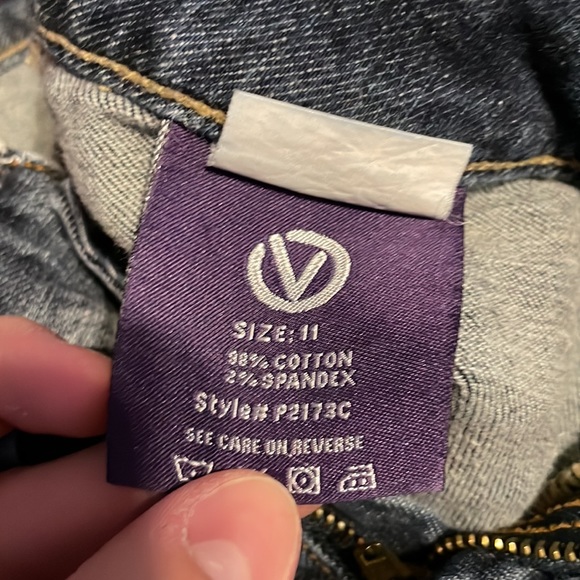 V
SIZE: 11
98% COTTON
2% SPANDEX
Style# P2173C
SEE CARE ON REVERSE